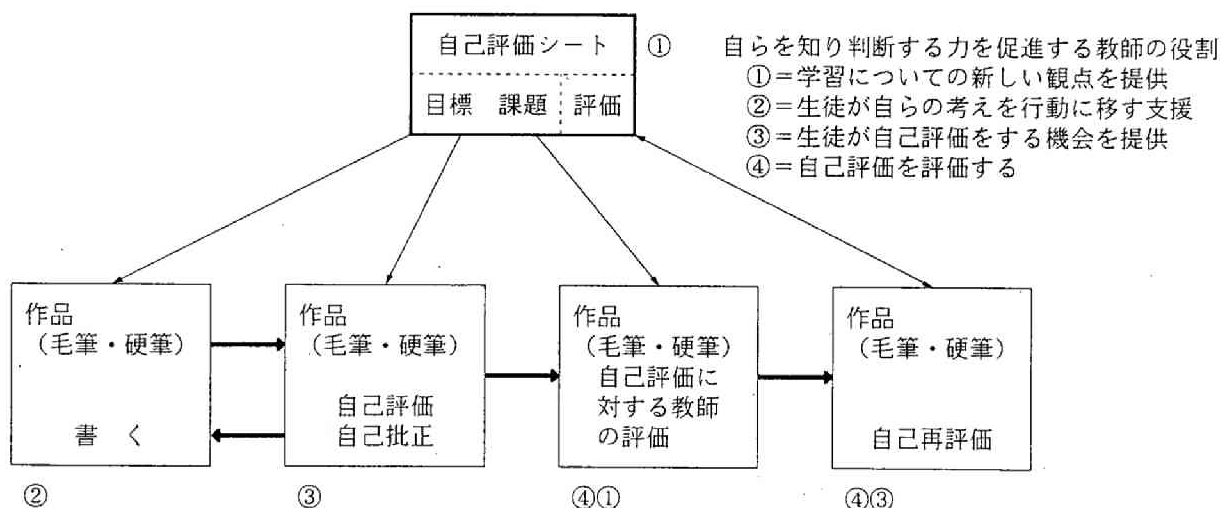 自己評価シート
目標 課題 評価
①
自らを知り判断する力を促進する教師の役割
①=学習についての新しい観点を提供
②=生徒が自らの考えを行動に移す支援
③=生徒が自己評価をする機会を提供
④=自己評価を評価する
作品
(毛筆・硬筆)
書 く
②
作品
(毛筆・硬筆)
自己評価
自己批正
③
作品
(毛筆・硬筆)
自己評価に
対する教師
の評価
④①
作品
(毛筆・硬筆)
自己再評価
④③